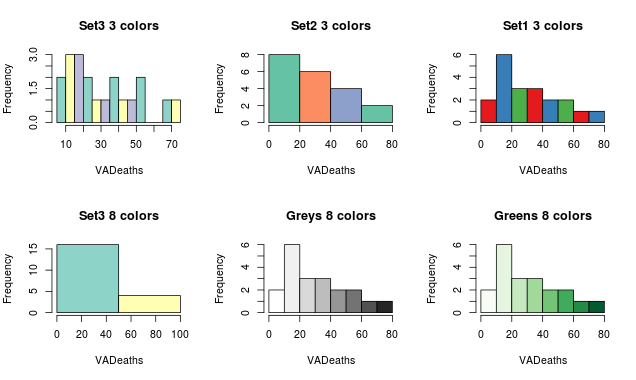 Set3 3 colors
Frequency
0.0 1.5 3.0
10 30 50 70
VADeaths
Set2 3 colors
Frequency
0 2 4 6 8
0 20 40 60 80
VADeaths
Set1 3 colors
Frequency
0 2 4 6
0 20 40 60 80
VADeaths
Set3 8 colors
Frequency
0 5 10 15
0 20 40 60 80 100
VADeaths
Greys 8 colors
Frequency
0 2 4 6
0 20 40 60 80
VADeaths
Greens 8 colors
Frequency
0 2 4 6
0 20 40 60 80
VADeaths